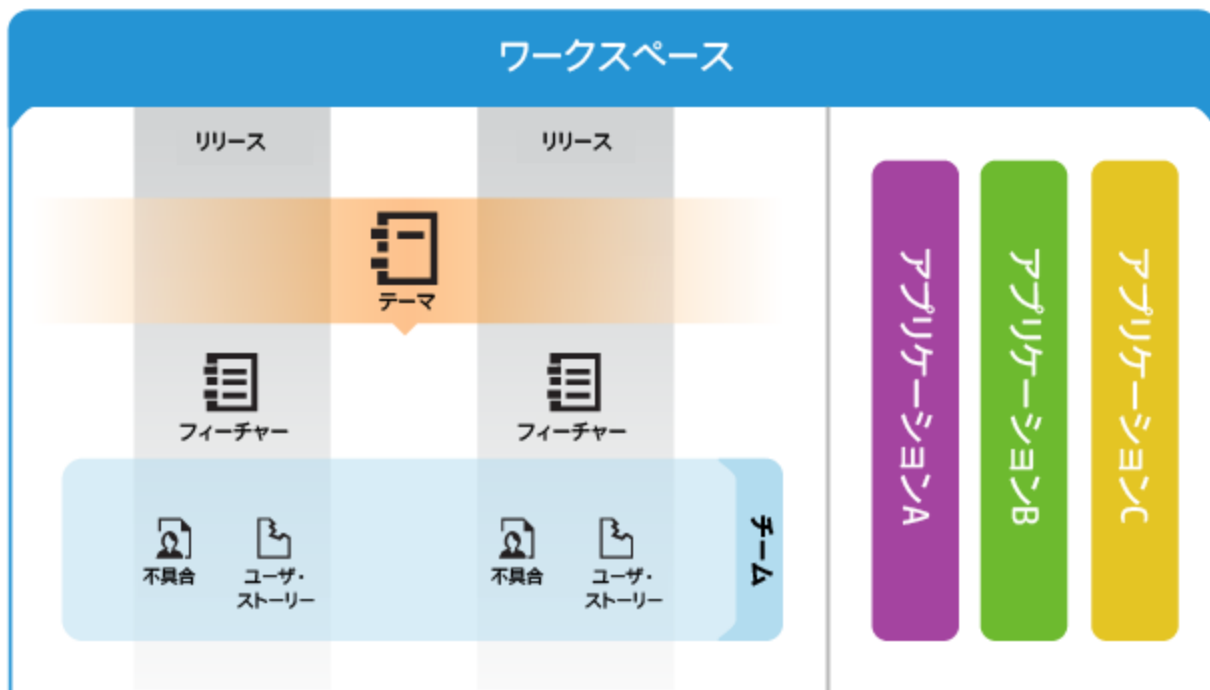 ワークスペース
リリース
リリース
テーマ
フィーチャー
フィーチャー
不具合
ユーザ・
ストーリー
不具合
ユーザ・
ストーリー
チーム
アプリケーションA
アプリケーションB
アプリケーションC